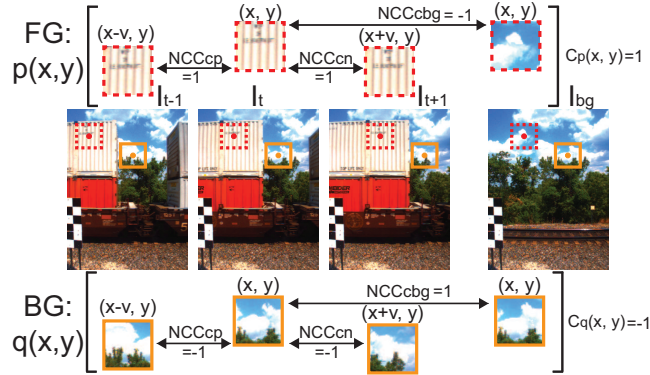 FG:
p(x,y)
(x-v, y)
NCCcp
=1
(x, y)
NCCcn
=1
(x+v, y)
NCCcbg = -1
(x, y)
Cp(x, y)=1
It-1
It
It+1
Ibg
BG:
q(x,y)
(x-v, y)
NCCcp
=-1
(x, y)
NCCcn
=-1
(x+v, y)
NCCcbg = 1
(x, y)
Cq(x, y)=-1